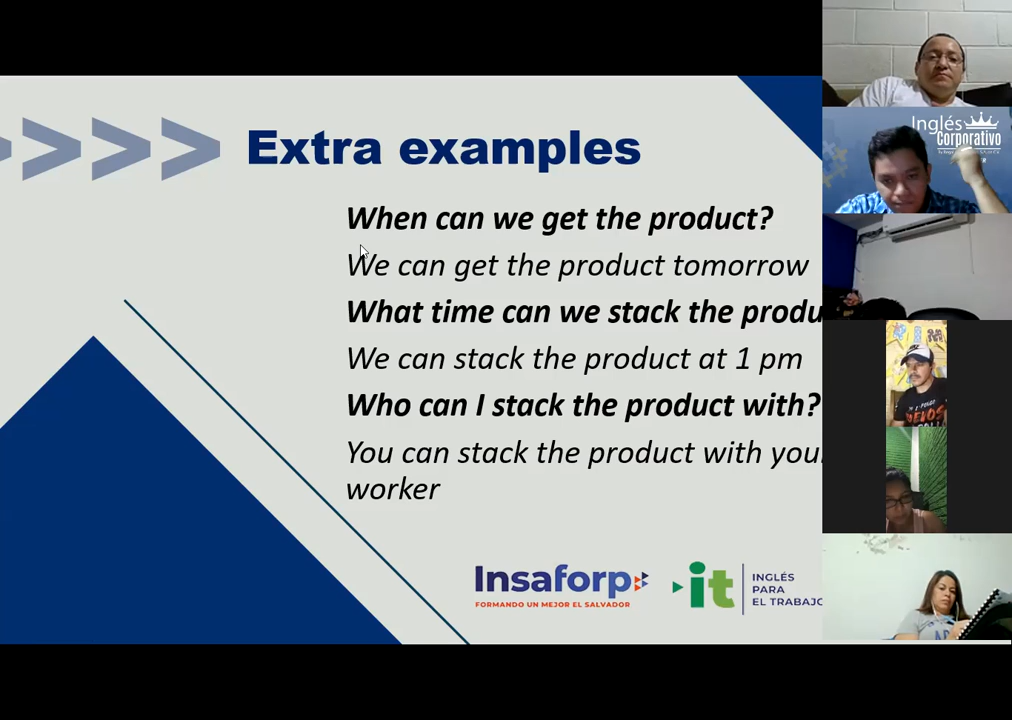 Extra examples
When can we get the product?
We can get the product tomorrow
What time can we stack the produ
We can stack the product at 1 pm
Who can I stack the product with?
You can stack the product with you
worker
Insaforp
FORMANDO UN MEJOR EL SALVADOR
it
INGLÉS
PARA
EL TRABAJO
Inglés
Corporativo